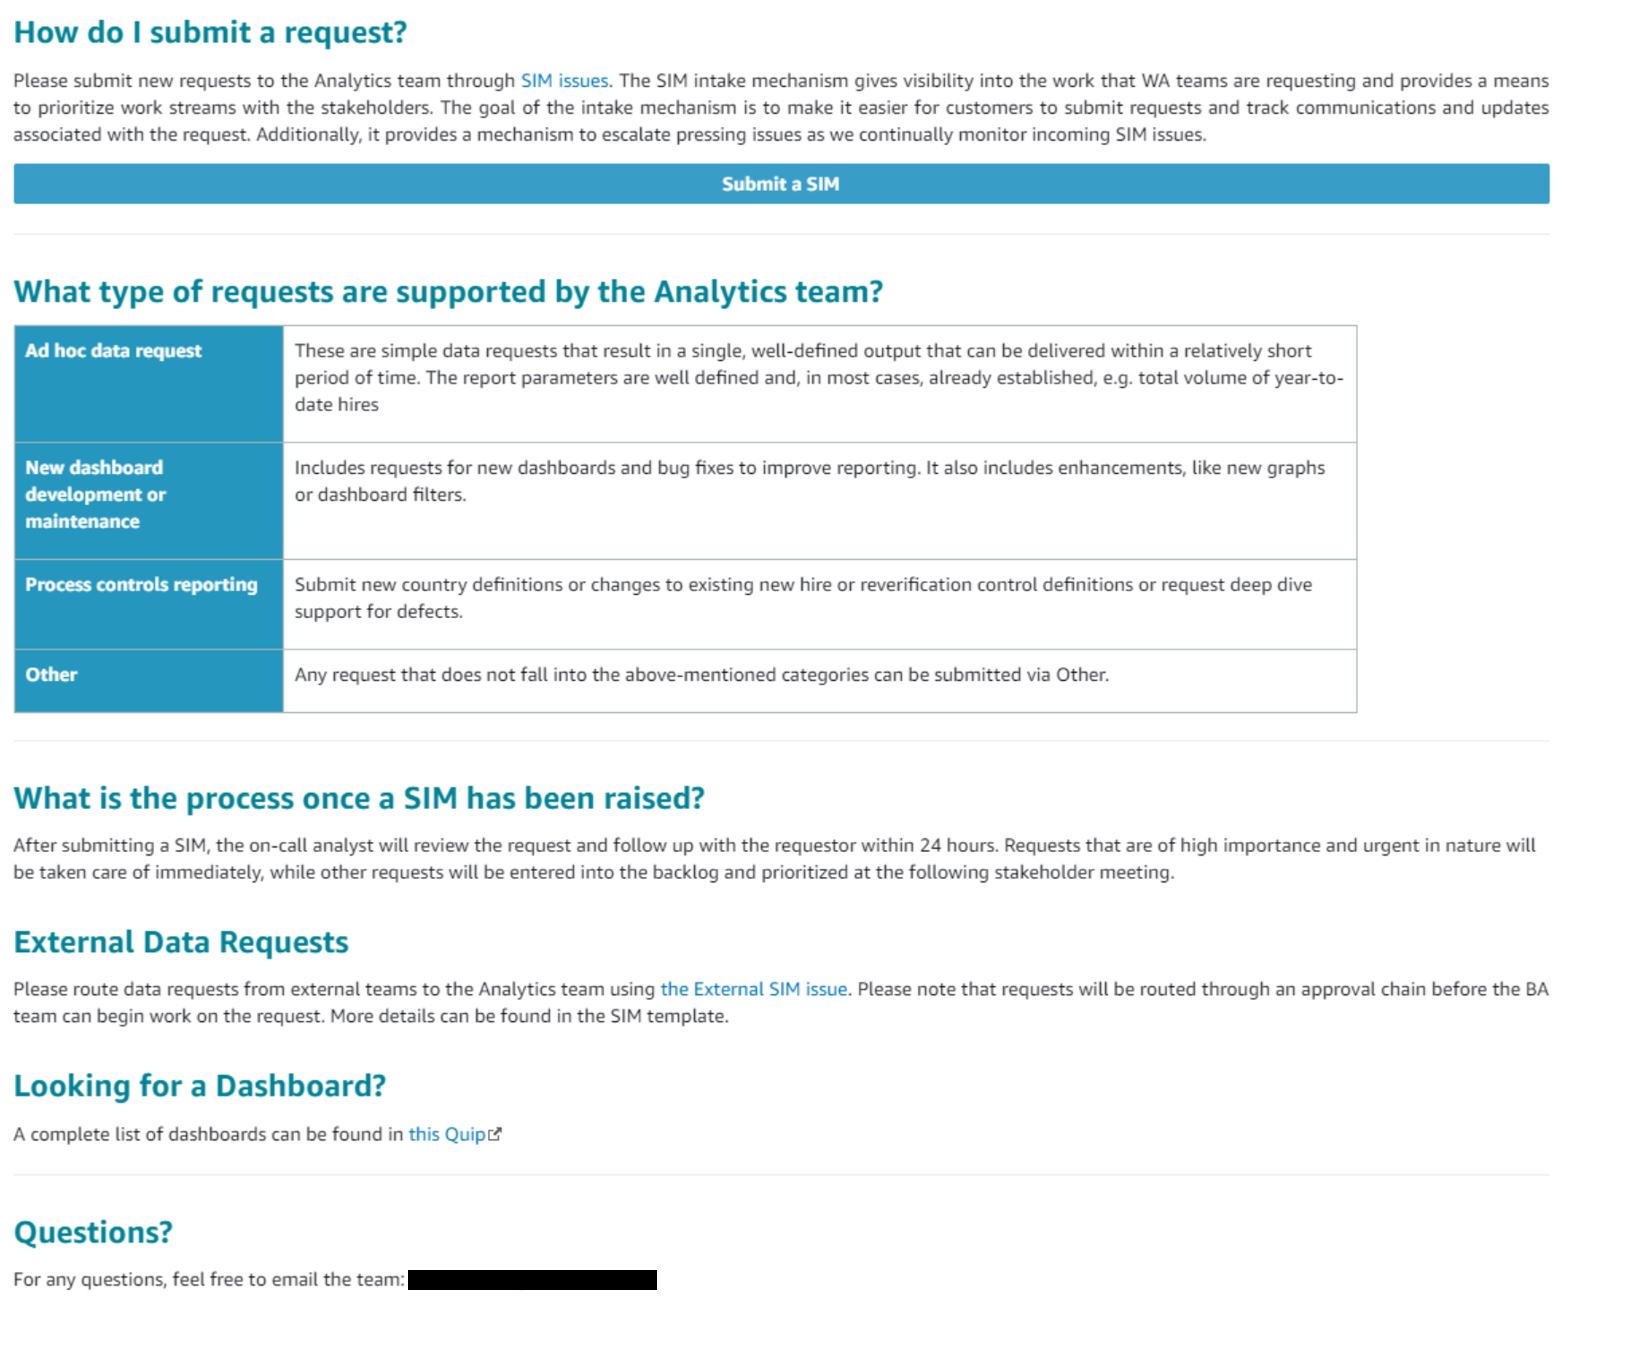 How do I submit a request?
Please submit new requests to the Analytics team through SIM issues. The SIM intake mechanism gives visibility into the work that WA teams are requesting and provides a means
to prioritize work streams with the stakeholders. The goal of the intake mechanism is to make it easier for customers to submit requests and track communications and updates
associated with the request. Additionally, it provides a mechanism to escalate pressing issues as we continually monitor incoming SIM issues.
Submit a SIM
What type of requests are supported by the Analytics team?
Ad hoc data request
These are simple data requests that result in a single, well-defined output that can be delivered within a relatively short
period of time. The report parameters are well defined and, in most cases, already established, e.g. total volume of year-to-
date hires
New dashboard
development or
maintenance
Includes requests for new dashboards and bug fixes to improve reporting. It also includes enhancements, like new graphs
or dashboard filters.
Process controls reporting
Submit new country definitions or changes to existing new hire or reverification control definitions or request deep dive
support for defects.
Other
Any request that does not fall into the above-mentioned categories can be submitted via Other.
What is the process once a SIM has been raised?
After submitting a SIM, the on-call analyst will review the request and follow up with the requestor within 24 hours. Requests that are of high importance and urgent in nature will
be taken care of immediately, while other requests will be entered into the backlog and prioritized at the following stakeholder meeting.
External Data Requests
Please route data requests from external teams to the Analytics team using the External SIM issue. Please note that requests will be routed through an approval chain before the BA
team can begin work on the request. More details can be found in the SIM template.
Looking for a Dashboard?
A complete list of dashboards can be found in this Quip
Questions?
For any questions, feel free to email the team: